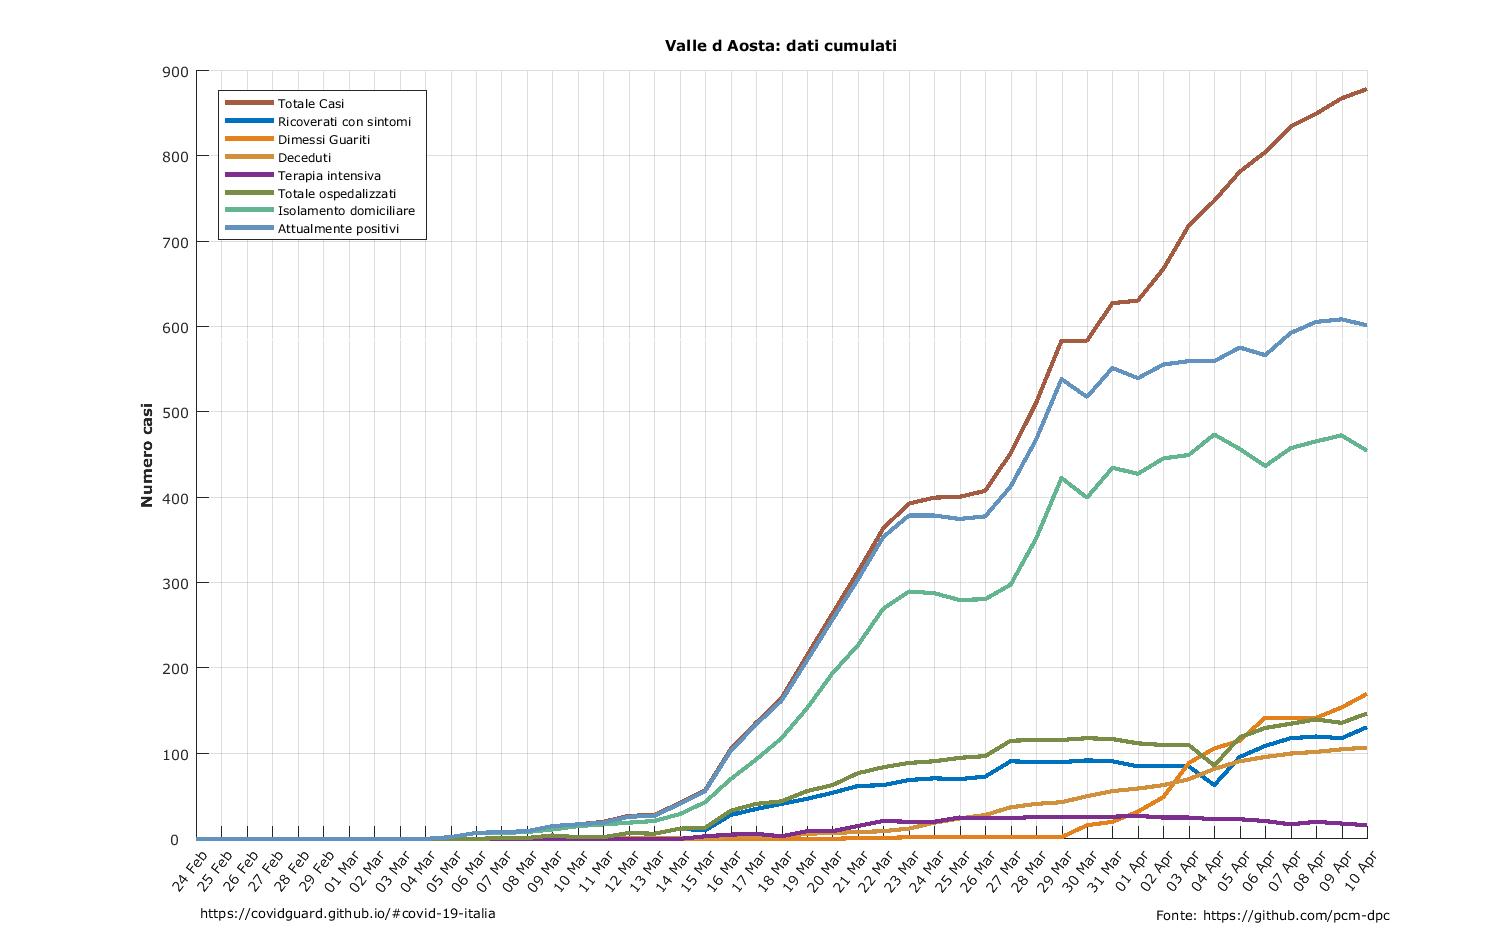 Valle d Aosta: dati cumulati
Numero casi
900
800
700
600
500
400
300
200
100
0
Totale Casi
Ricoverati con sintomi
Dimessi Guariti
Deceduti
Terapia intensiva
Totale ospedalizzati
Isolamento domiciliare
Attualmente positivi
24 Feb
25 Feb
26 Feb
27 Feb
28 Feb
29 Feb
01 Mar
02 Mar
03 Mar
04 Mar
05 Mar
06 Mar
07 Mar
08 Mar
09 Mar
10 Mar
11 Mar
12 Mar
13 Mar
14 Mar
15 Mar
16 Mar
17 Mar
18 Mar
19 Mar
20 Mar
21 Mar
22 Mar
23 Mar
24 Mar
25 Mar
26 Mar
27 Mar
28 Mar
29 Mar
30 Mar
31 Mar
01 Apr
02 Apr
03 Apr
04 Apr
05 Apr
06 Apr
07 Apr
08 Apr
09 Apr
10 Apr
https://covidguard.github.io/#covid-19-italia
Fonte: https://github.com/pcm-dpc